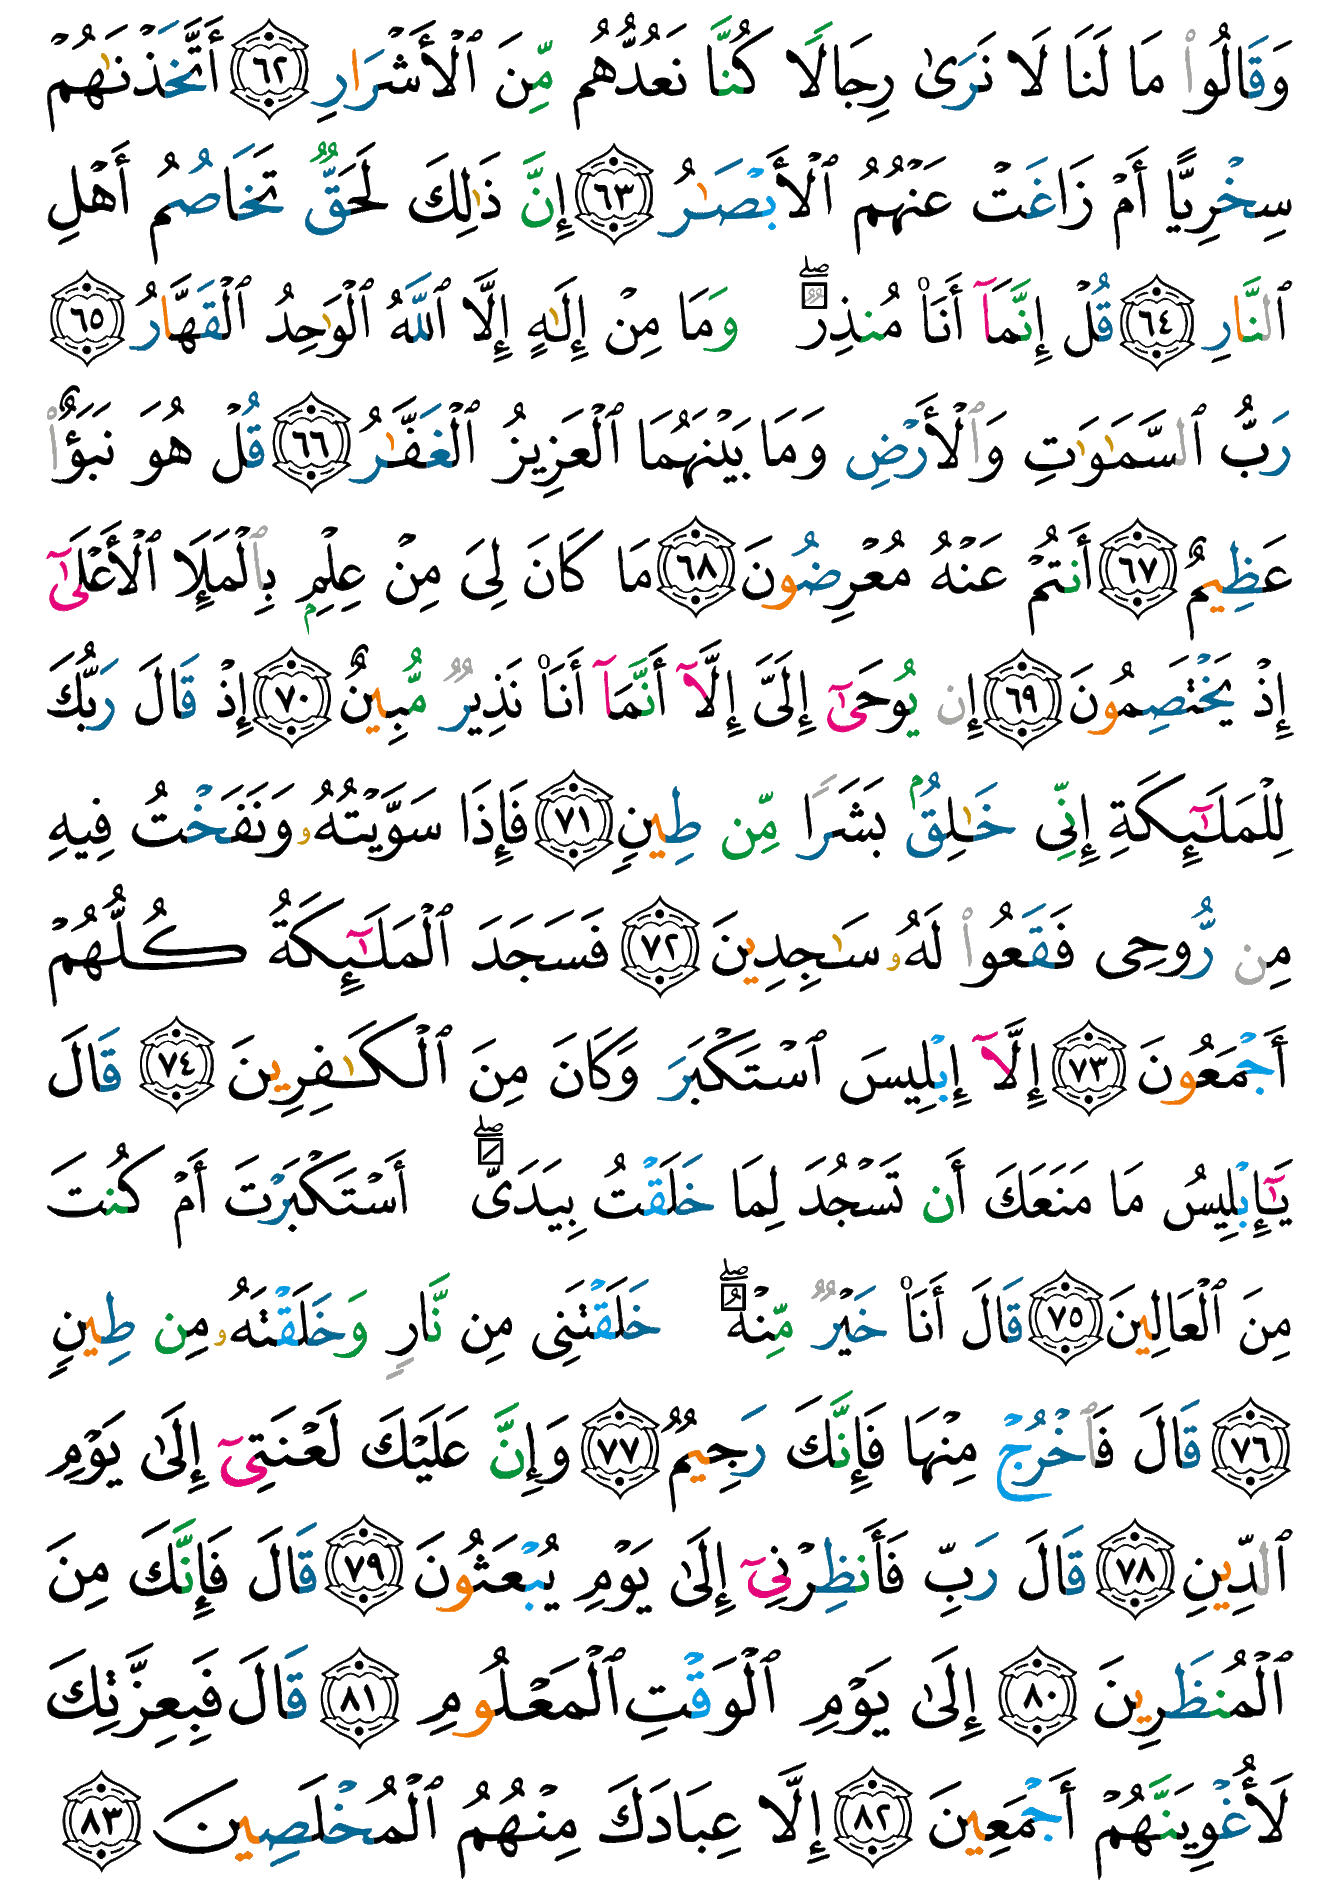 وَقَالُوا۟ مَا لَنَا لَا نَرَىٰ رِجَالًا كُنَّا نَعُدُّهُم مِّنَ ٱلْأَشْرَارِ ٦٢ أَتَّخَذْنَـٰهُمْ
سِخْرِيًّا أَمْ زَاغَتْ عَنْهُمُ ٱلْأَبْصَـٰرُ ٦٣ إِنَّ ذَٰلِكَ لَحَقٌّ تَخَاصُمُ أَهْلِ
ٱلنَّارِ ٦٤ قُلْ إِنَّمَآ أَنَا۠ مُنذِرٌ ۖ وَمَا مِنْ إِلَـٰهٍ إِلَّا ٱللَّهُ ٱلْوَٰحِدُ ٱلْقَهَّارُ ٦٥
رَبُّ ٱلسَّمَـٰوَٰتِ وَٱلْأَرْضِ وَمَا بَيْنَهُمَا ٱلْعَزِيزُ ٱلْغَفَّـٰرُ ٦٦ قُلْ هُوَ نَبَؤٌا۟
عَظِيمٌ ٦٧ أَنتُمْ عَنْهُ مُعْرِضُونَ ٦٨ مَا كَانَ لِىَ مِنْ عِلْمٍۭ بِٱلْمَلَإِ ٱلْأَعْلَىٰٓ
إِذْ يَخْتَصِمُونَ ٦٩ إِن يُوحَىٰٓ إِلَىَّ إِلَّآ أَنَّمَآ أَنَا۠ نَذِيرٌ مُّبِينٌ ٧٠ إِذْ قَالَ رَبُّكَ
لِلْمَلَـٰٓئِكَةِ إِنِّى خَـٰلِقٌۢ بَشَرًا مِّن طِينٍ ٧١ فَإِذَا سَوَّيْتُهُۥ وَنَفَخْتُ فِيهِ
مِن رُّوحِى فَقَعُوا۟ لَهُۥ سَـٰجِدِينَ ٧٢ فَسَجَدَ ٱلْمَلَـٰٓئِكَةُ كُلُّهُمْ
أَجْمَعُونَ ٧٣ إِلَّآ إِبْلِيسَ ٱسْتَكْبَرَ وَكَانَ مِنَ ٱلْكَـٰفِرِينَ ٧٤ قَالَ
يَـٰٓإِبْلِيسُ مَا مَنَعَكَ أَن تَسْجُدَ لِمَا خَلَقْتُ بِيَدَىَّ ۖ أَسْتَكْبَرْتَ أَمْ كُنتَ
مِنَ ٱلْعَالِينَ ٧٥ قَالَ أَنَا۠ خَيْرٌ مِّنْهُ ۖ خَلَقْتَنِى مِن نَّارٍ وَخَلَقْتَهُۥ مِن طِينٍ
٧٦ قَالَ فَٱخْرُجْ مِنْهَا فَإِنَّكَ رَجِيمٌ ٧٧ وَإِنَّ عَلَيْكَ لَعْنَتِىٓ إِلَىٰ يَوْمِ
ٱلدِّينِ ٧٨ قَالَ رَبِّ فَأَنظِرْنِىٓ إِلَىٰ يَوْمِ يُبْعَثُونَ ٧٩ قَالَ فَإِنَّكَ مِنَ
ٱلْمُنظَرِينَ ٨٠ إِلَىٰ يَوْمِ ٱلْوَقْتِ ٱلْمَعْلُومِ ٨١ قَالَ فَبِعِزَّتِكَ
لَأُغْوِيَنَّهُمْ أَجْمَعِينَ ٨٢ إِلَّا عِبَادَكَ مِنْهُمُ ٱلْمُخْلَصِينَ ٨٣